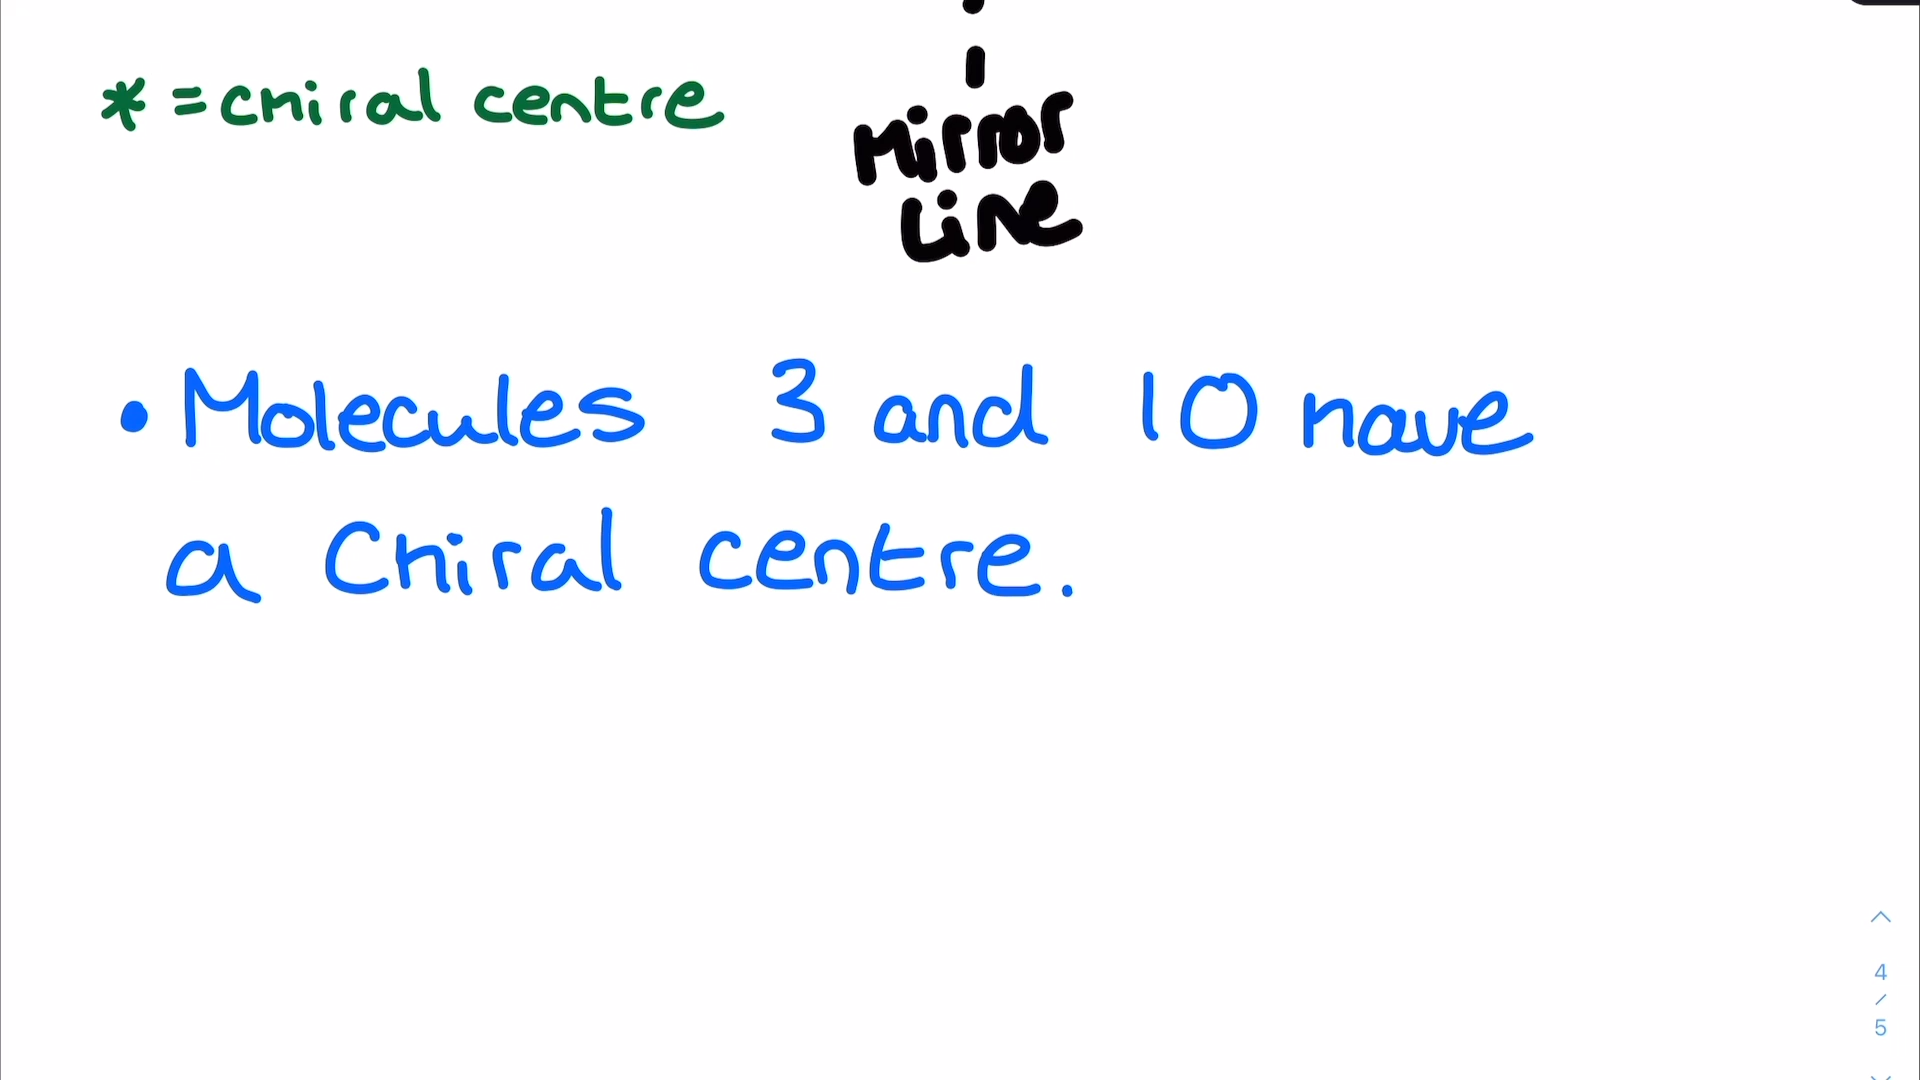 * = chiral centre
Mirror
Line
• Molecules 3 and 10 have
a Chiral centre.
4
/
5